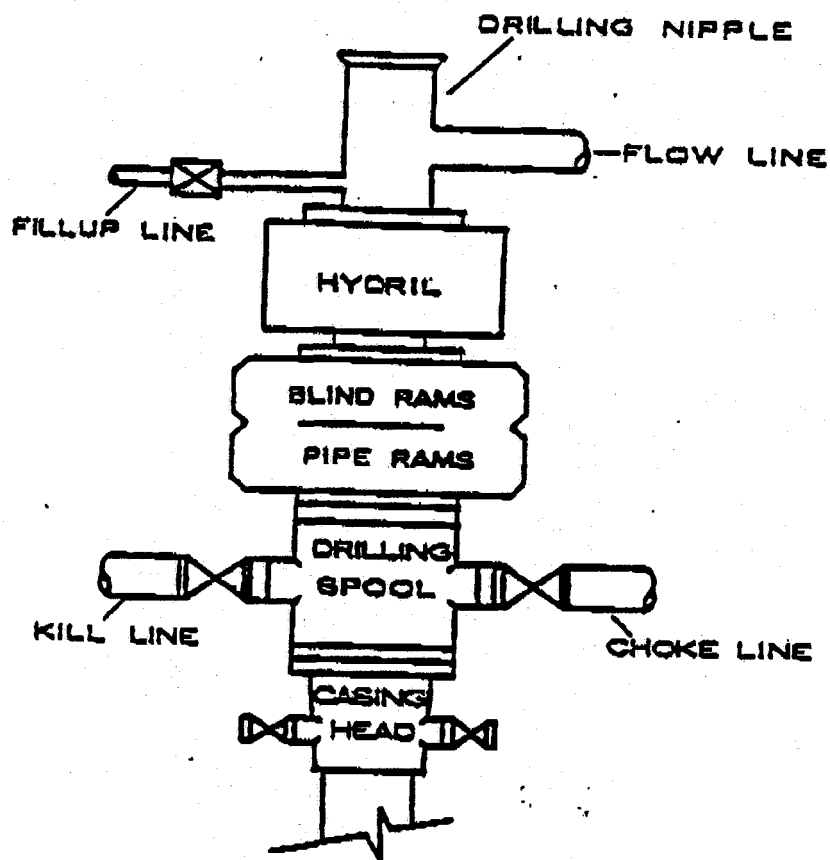 DRILLING NIPPLE
FLOW LINE
FILLUP LINE
HYDRIL
BLIND RAMS
PIPE RAMS
DRILLING
SPOOL
KILL LINE
CHOKE LINE
CASING
HEAD